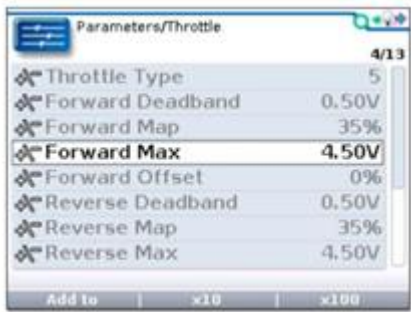 Parameters/Throttle
4/13
Throttle Type 5
Forward Deadband 0.50V
Forward Map 35%
Forward Max 4.50V
Forward Offset 0%
Reverse Deadband 0.50V
Reverse Map 35%
Reverse Max 4.50V
Add to x10 x100